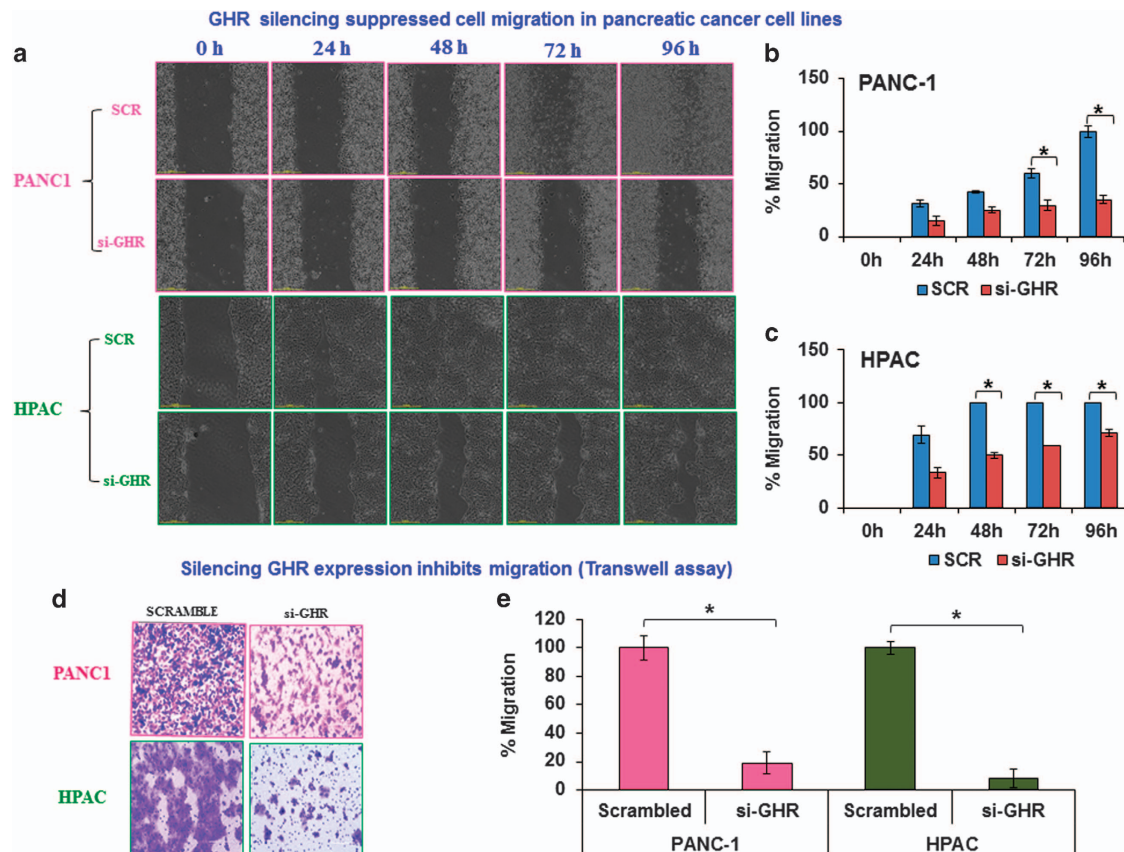 GHR silencing suppressed cell migration in pancreatic cancer cell lines
a
0 h 24 h 48 h 72 h 96h
SCR
PANC1
si-GHR
SCR
HPAC
si-GHR
b
PANC-1
% Migration
150
100
50
0
0h 24h 48h 72h 96h
* *
SCR si-GHR
c
HPAC
% Migration
150
100
50
0
0h 24h 48h 72h 96h
* * *
SCR si-GHR
Silencing GHR expression inhibits migration (Transwell assay)
d
SCRAMBLE si-GHR
PANC1
HPAC
e
% Migration
120
100
80
60
40
20
0
* *
Scrambled si-GHR Scrambled si-GHR
PANC-1 HPAC